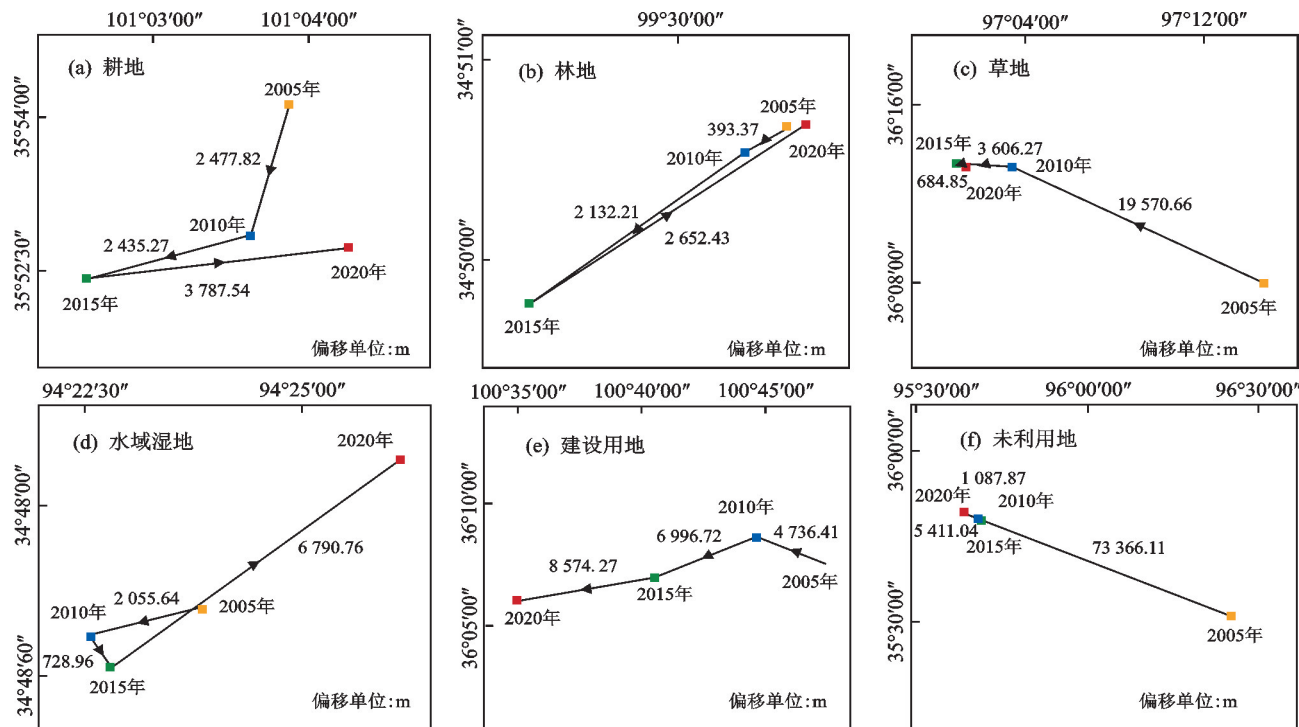 101°03′00″ 101°04′00″
35°54′00″
35°52′30″
(a) 耕地
2005年
2 477.82
2010年
2 435.27
2015年
3 787.54
2020年
偏移单位:m
99°30′00″
34°51′00″
34°50′00″
(b) 林地
2005年
393.37
2010年
2020年
2 132.21
2 652.43
2015年
偏移单位:m
97°04′00″ 97°12′00″
36°16′00″
36°08′00″
(c) 草地
2015年
3 606.27
2010年
684.85
2020年
19 570.66
2005年
偏移单位:m
94°22′30″ 94°25′00″
34°48′00″
34°48′60″
(d) 水域湿地
2020年
6 790.76
2010年
2 055.64
2005年
728.96
2015年
偏移单位:m
100°35′00″ 100°40′00″ 100°45′00″
36°10′00″
36°05′00″
(e) 建设用地
2010年
6 996.72
4 736.41
8 574.27
2005年
2015年
2020年
偏移单位:m
95°30′00″ 96°00′00″ 96°30′00″
36°00′00″
35°30′00″
(f) 未利用地
1 087.87
2020年
2010年
5 411.04
2015年
73 366.11
2005年
偏移单位:m